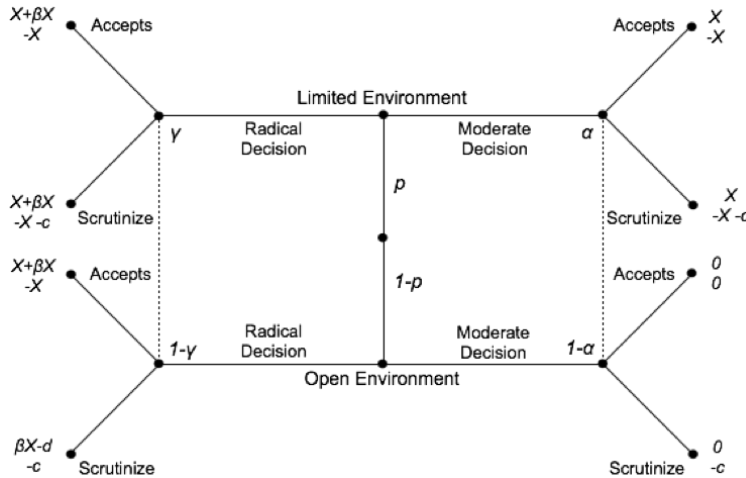 X+βX
-X
Accepts
Accepts
X
-X
Limited Environment
γ
Radical
Decision
Moderate
Decision
α
p
X+βX
-X -c
Scrutinize
Scrutinize
X
-X -c
X+βX
-X
Accepts
Accepts
0
0
1-p
1-γ
Radical
Decision
Moderate
Decision
1-α
Open Environment
βX-d
-c
Scrutinize
Scrutinize
0
-c